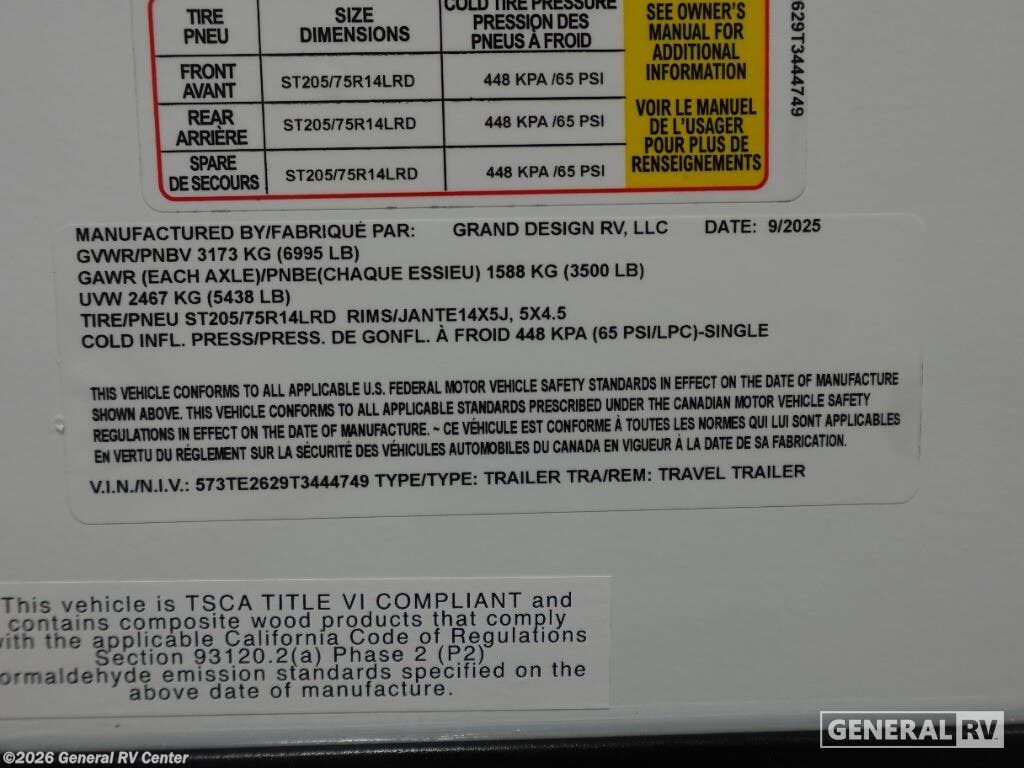 TIRE SIZE COLD TIRE PRESSURE
PNEU DIMENSIONS PRESSION DES
PNEUS À FROID
FRONT ST205/75R14LRD 448 KPA /65 PSI
AVANT
REAR ST205/75R14LRD 448 KPA /65 PSI
ARRIÈRE
SPARE ST205/75R14LRD 448 KPA /65 PSI
DE SECOURS
SEE OWNER'S
MANUAL FOR
ADDITIONAL
INFORMATION
VOIR LE MANUEL
DE L'USAGER
POUR PLUS DE
RENSEIGNEMENTS
2629T3444749
MANUFACTURED BY/FABRIQUÉ PAR: GRAND DESIGN RV, LLC DATE: 9/2025
GVWR/PNBV 3173 KG (6995 LB)
GAWR (EACH AXLE)/PNBE(CHAQUE ESSIEU) 1588 KG (3500 LB)
UVW 2467 KG (5438 LB)
TIRE/PNEU ST205/75R14LRD RIMS/JANTE14X5J, 5X4.5
COLD INFL. PRESS/PRESS. DE GONFL. À FROID 448 KPA (65 PSI/LPC)-SINGLE
THIS VEHICLE CONFORMS TO ALL APPLICABLE U.S. FEDERAL MOTOR VEHICLE SAFETY STANDARDS IN EFFECT ON THE DATE OF MANUFACTURE
SHOWN ABOVE. THIS VEHICLE CONFORMS TO ALL APPLICABLE STANDARDS PRESCRIBED UNDER THE CANADIAN MOTOR VEHICLE SAFETY
REGULATIONS IN EFFECT ON THE DATE OF MANUFACTURE. ~ CE VÉHICULE EST CONFORME À TOUTES LES NORMES QUI LUI SONT APPLICABLES
EN VERTU DU RÉGLEMENT SUR LA SÉCURITÉ DES VÉHICULES AUTOMOBILES DU CANADA EN VIGUEUR À LA DATE DE SA FABRICATION.
V.I.N./N.I.V.: 573TE2629T3444749 TYPE/TYPE: TRAILER TRA/REM: TRAVEL TRAILER
This vehicle is TSCA TITLE VI COMPLIANT and
contains composite wood products that comply
with the applicable California Code of Regulations
Section 93120.2(a) Phase 2 (P2)
ormaldehyde emission standards specified on the
above date of manufacture.
GENERAL RV
©2026 General RV Center